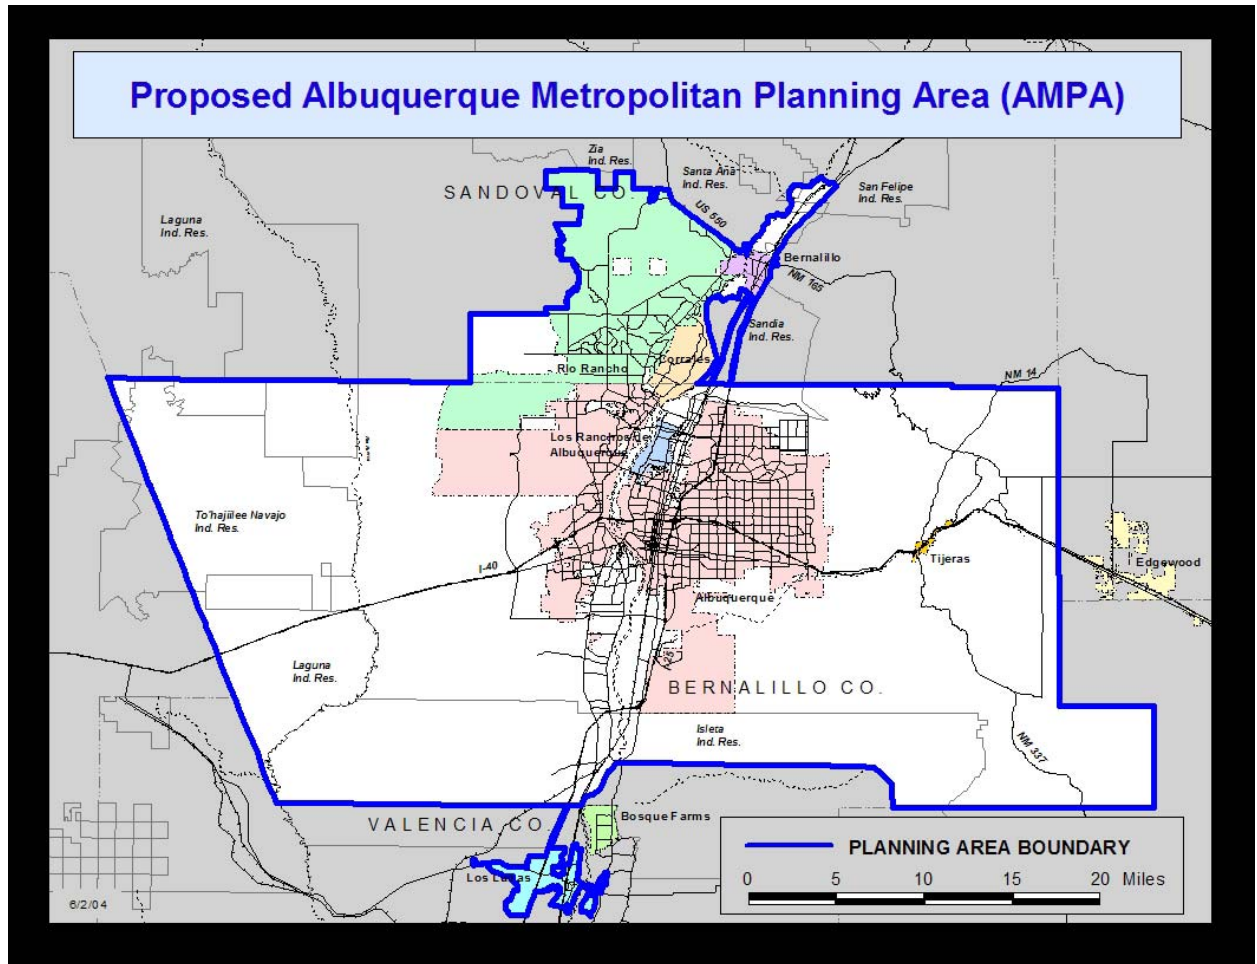 Proposed Albuquerque Metropolitan Planning Area (AMPA)
Zia
Ind. Res.
Santa Ana
Ind. Res.
SANDOVAL CO.
San Felipe
Ind. Res.
US 550
Laguna
Ind. Res.
Bernalillo
NM 165
Sandia
Ind. Res.
Corrales
Rio Rancho
NM 14
Los Ranchos de
Albuquerque
To'hajiilee Navajo
Ind. Res.
I-40
Tijeras
Edgewood
Albuquerque
I-25
Laguna
Ind. Res.
BERNALILLO CO.
Isleta
Ind. Res.
NM 337
VALENCIA CO.
Bosque Farms
Los Lunas
PLANNING AREA BOUNDARY
0 5 10 15 20 Miles
6/2/04